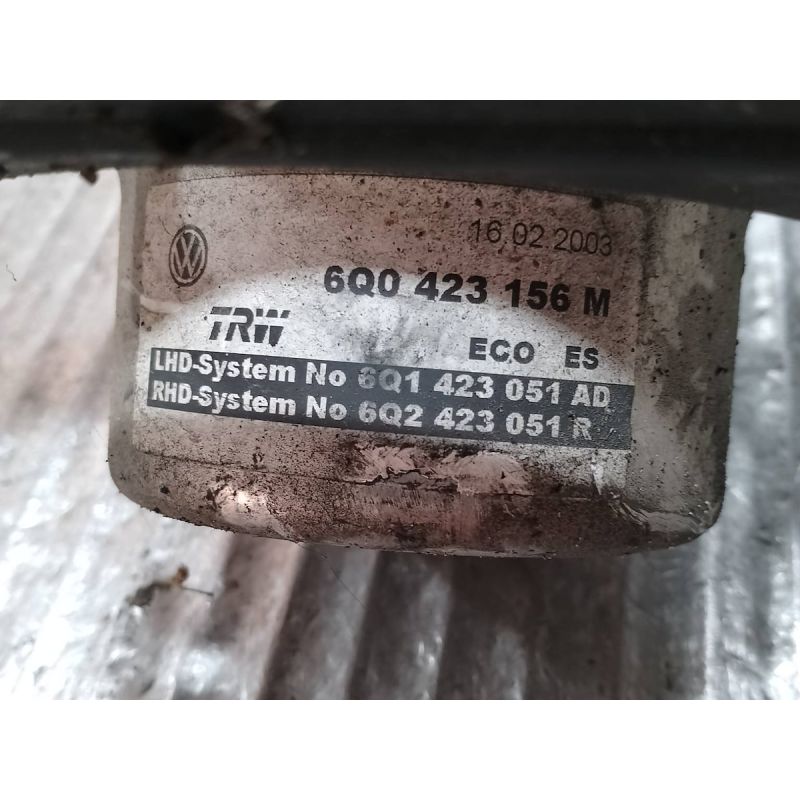 16.02 2003
6Q0 423 156 M
VW
TRW
ECO ES
LHD-System No 6Q1 423 051 AD
RHD-System No 6Q2 423 051 R